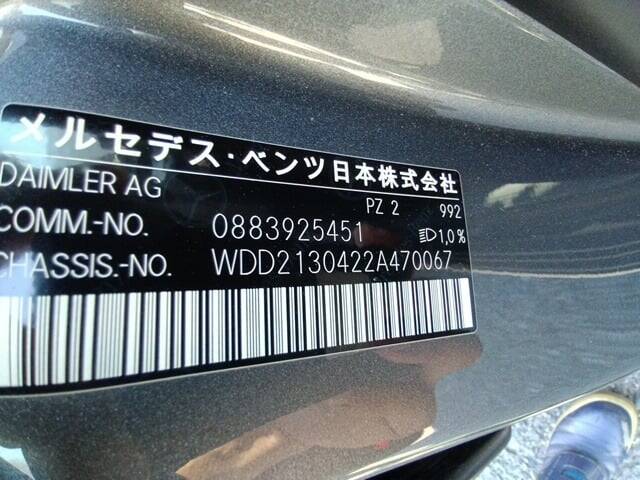 メルセデス・ベンツ日本株式会社
DAIMLER AG
PZ 2 992
COMM.-NO. 0883925451 1,0%
CHASSIS.-NO. WDD2130422A470067